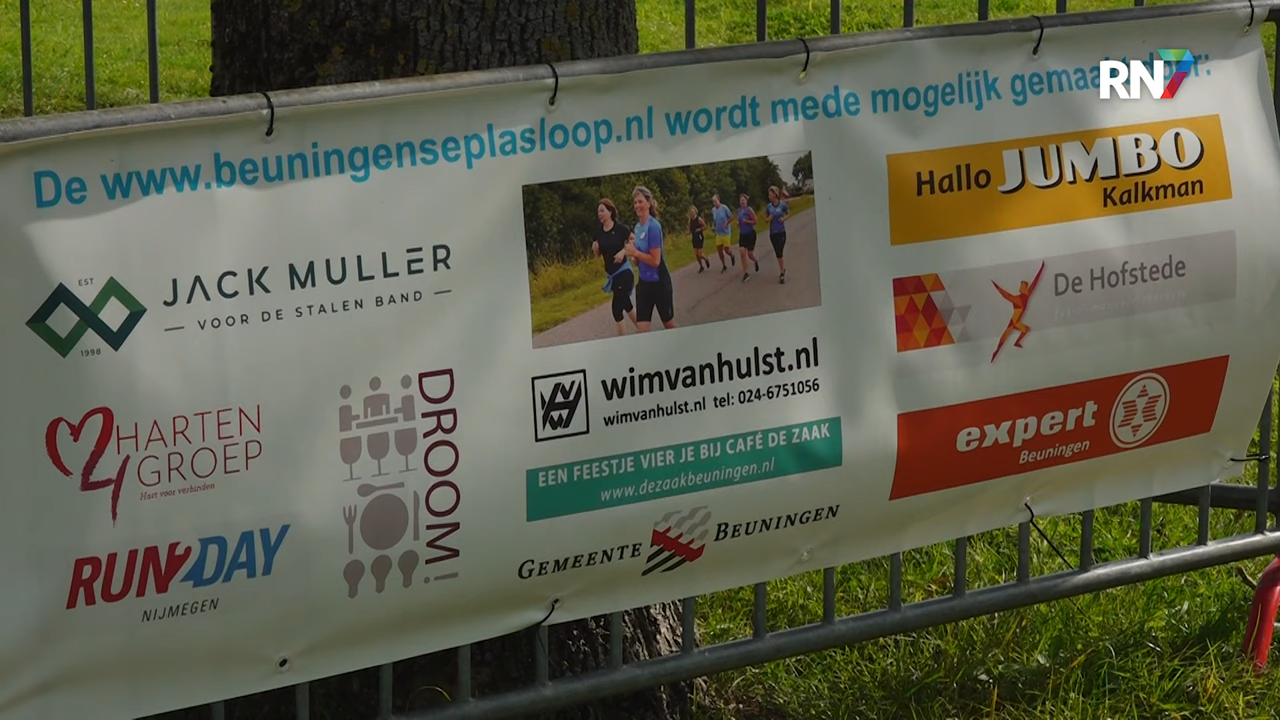 RN7
De www.beuningenseplasloop.nl wordt mede mogelijk
EST
JACK MULLER
— VOOR DE STALEN BAND —
1998
4HARTEN
GROEP
Hart voor verbinden
RUN2DAY
NIJMEGEN
DROOM!
wimvanhulst.nl
wimvanhulst.nl tel: 024-6751056
EEN FEESTJE VIER JE BIJ CAFÉ DE ZAAK
www.dezaakbeuningen.nl
GEMEENTE BEUNINGEN
Hallo JUMBO
Kalkman
De Hofstede
expert
Beuningen